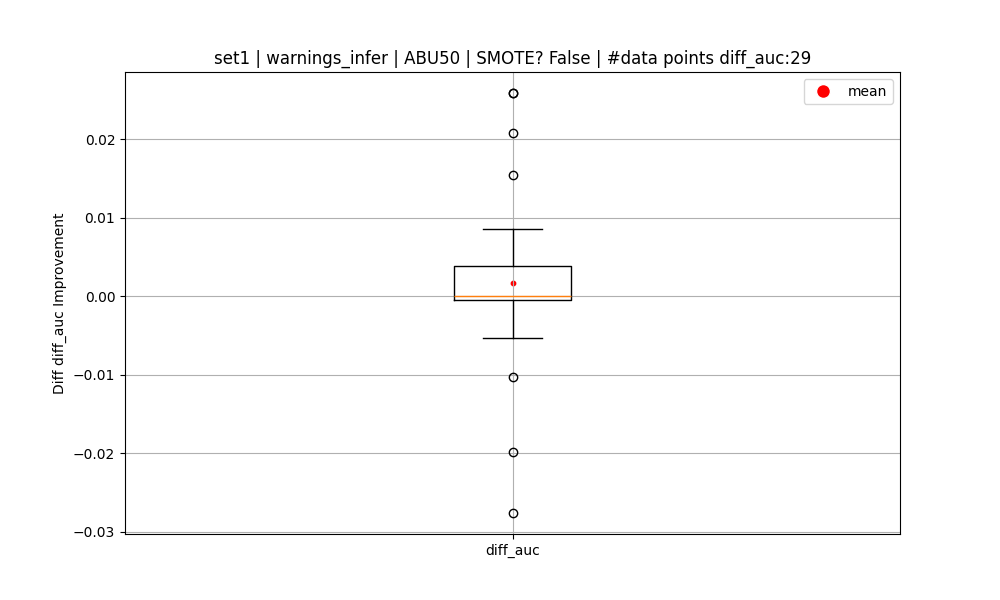 set1 | warnings_infer | ABU50 | SMOTE? False | #data points diff_auc:29
mean
0.02
0.01
0.00
−0.01
−0.02
−0.03
Diff diff_auc Improvement
diff_auc